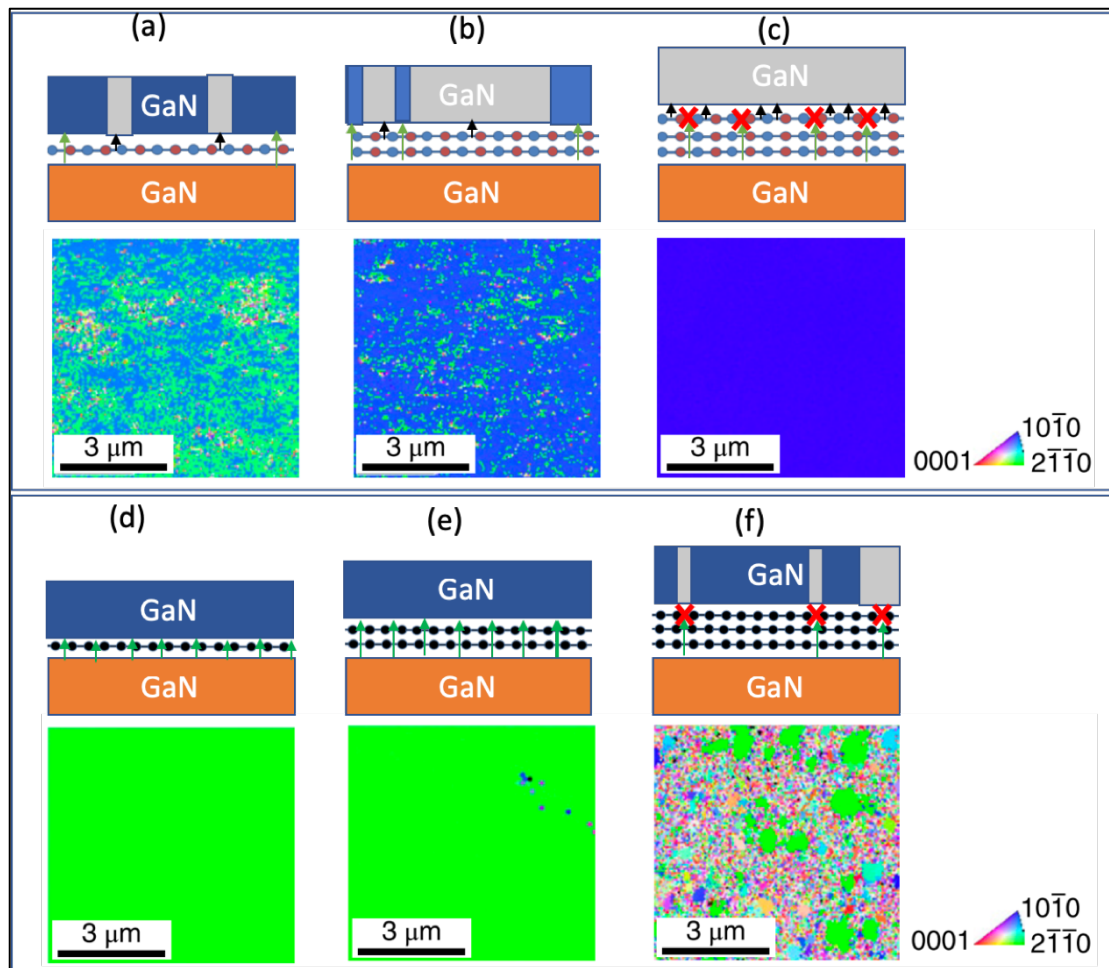 (a) (b) (c)
GaN GaN GaN
GaN GaN GaN
3 μm 3 μm 3 μm
101̅0
0001 21̅1̅0
(d) (e) (f)
GaN GaN GaN
GaN GaN GaN
3 μm 3 μm 3 μm
101̅0
0001 21̅1̅0